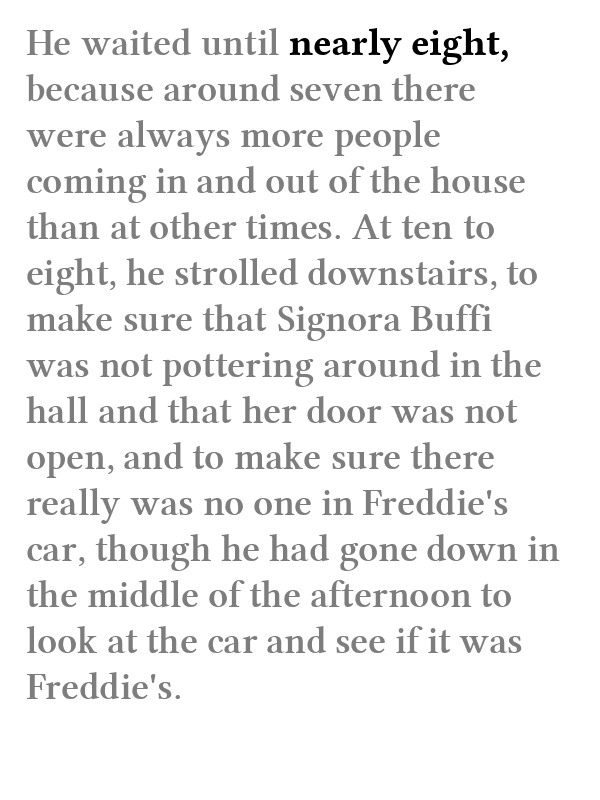 He waited until nearly eight,
because around seven there
were always more people
coming in and out of the house
than at other times. At ten to
eight, he strolled downstairs, to
make sure that Signora Buffi
was not pottering around in the
hall and that her door was not
open, and to make sure there
really was no one in Freddie's
car, though he had gone down in
the middle of the afternoon to
look at the car and see if it was
Freddie's.